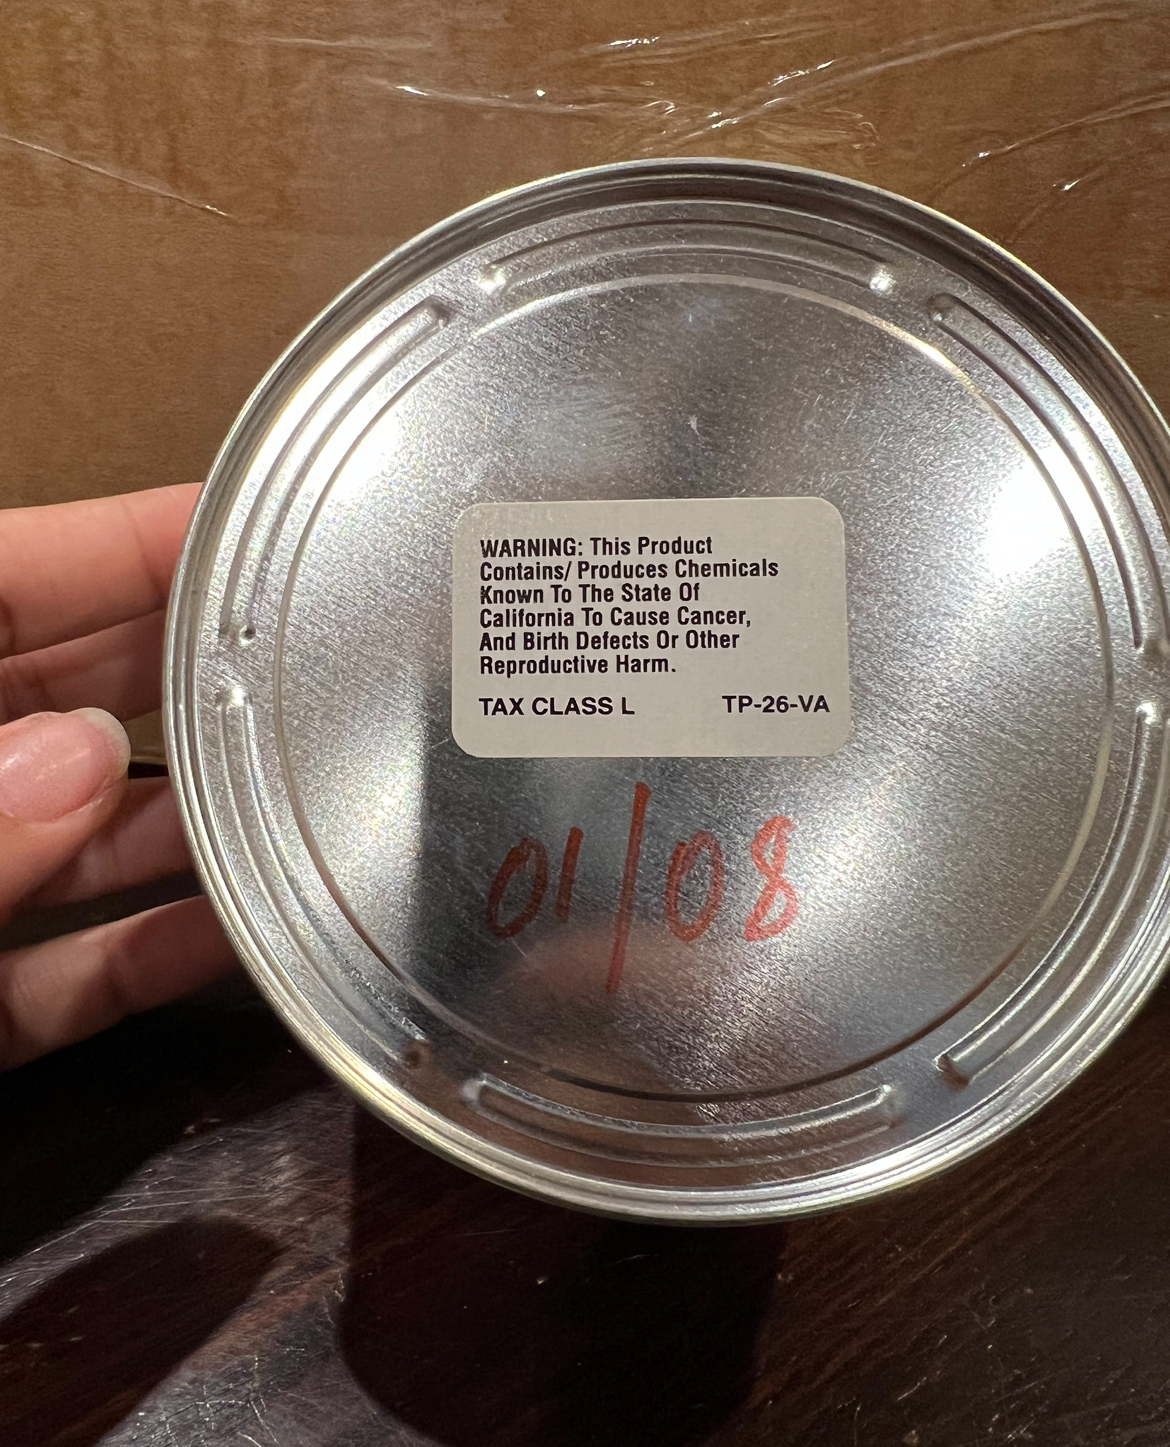 WARNING: This Product
Contains/ Produces Chemicals
Known To The State Of
California To Cause Cancer,
And Birth Defects Or Other
Reproductive Harm.
TAX CLASS L TP-26-VA
01/08